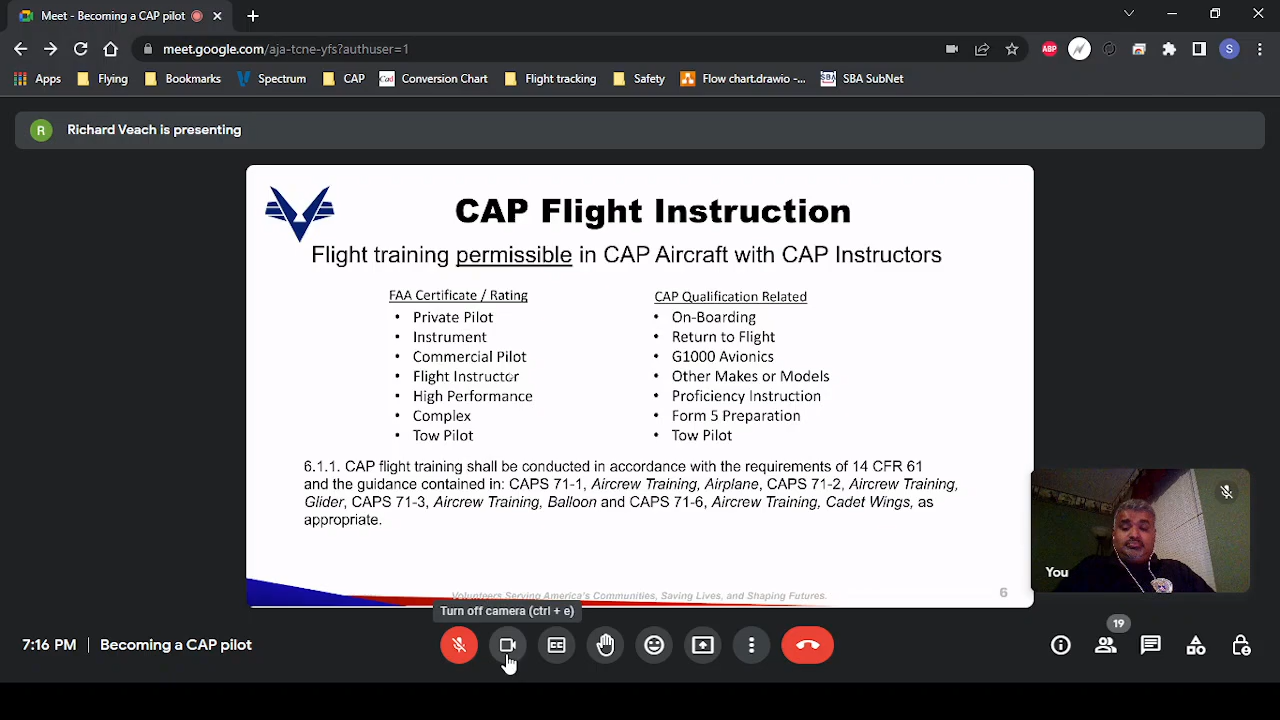 Meet - Becoming a CAP pilot
meet.google.com/aja-tcne-yfs?authuser=1
ABP
S
Apps
Flying
Bookmarks
Spectrum
CAP
Cad
Conversion Chart
Flight tracking
Safety
Flow chart.drawio -...
SBA
SBA SubNet
R
Richard Veach is presenting
CAP Flight Instruction
Flight training permissible in CAP Aircraft with CAP Instructors
FAA Certificate / Rating
• Private Pilot
• Instrument
• Commercial Pilot
• Flight Instructor
• High Performance
• Complex
• Tow Pilot
CAP Qualification Related
• On-Boarding
• Return to Flight
• G1000 Avionics
• Other Makes or Models
• Proficiency Instruction
• Form 5 Preparation
• Tow Pilot
6.1.1. CAP flight training shall be conducted in accordance with the requirements of 14 CFR 61
and the guidance contained in: CAPS 71-1, Aircrew Training, Airplane, CAPS 71-2, Aircrew Training,
Glider, CAPS 71-3, Aircrew Training, Balloon and CAPS 71-6, Aircrew Training, Cadet Wings, as
appropriate.
Volunteers Serving America's Communities, Saving Lives, and Shaping Futures.
6
You
Turn off camera (ctrl + e)
7:16 PM
Becoming a CAP pilot
19